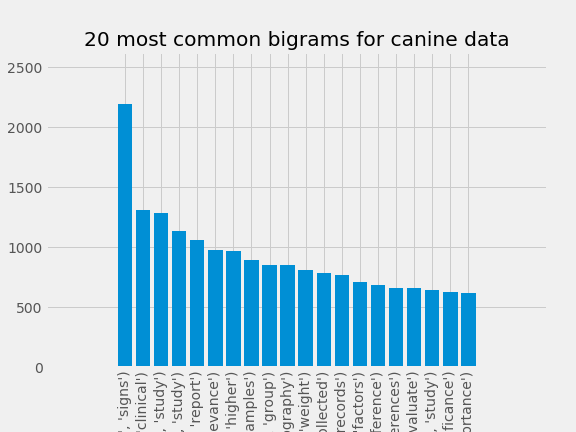 20 most common bigrams for canine data
2500
2000
1500
1000
500
0
, 'signs')
clinical')
, 'study')
, 'study')
'report')
evance')
'higher')
amples')
'group')
ography')
'weight')
ollected')
records')
'factors')
ference')
erences')
valuate')
, 'study')
ficance')
ortance')